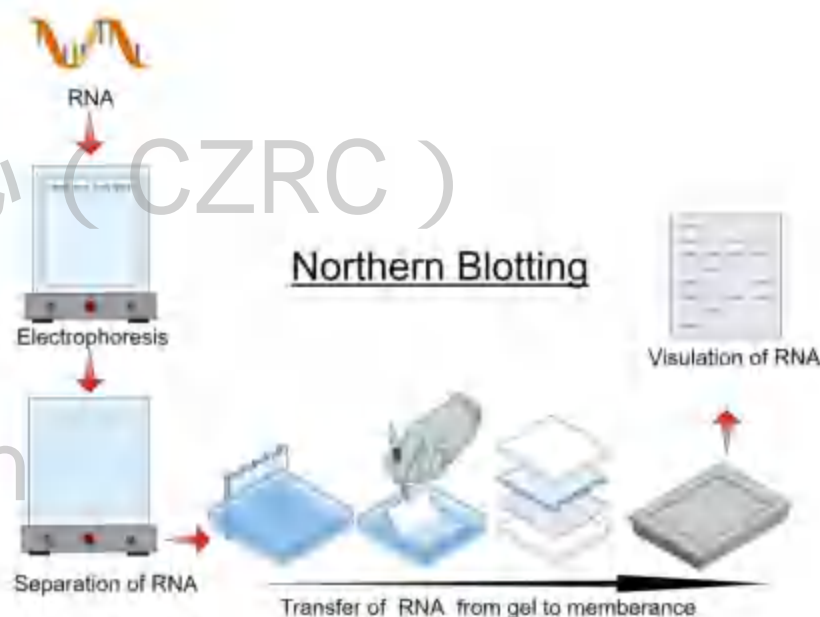 RNA
(CZRC)
Northern Blotting
Electrophoresis
Visulation of RNA
n
Separation of RNA
Transfer of RNA from gel to memberance